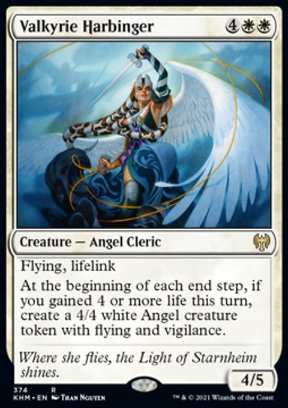 Valkyrie Harbinger 4
Creature — Angel Cleric
Flying, lifelink
At the beginning of each end step, if
you gained 4 or more life this turn,
create a 4/4 white Angel creature
token with flying and vigilance.
Where she flies, the Light of Starnheim
shines.
4/5
374 R
KHM • EN TRAN NGUYEN
™ & © 2021 Wizards of the Coast